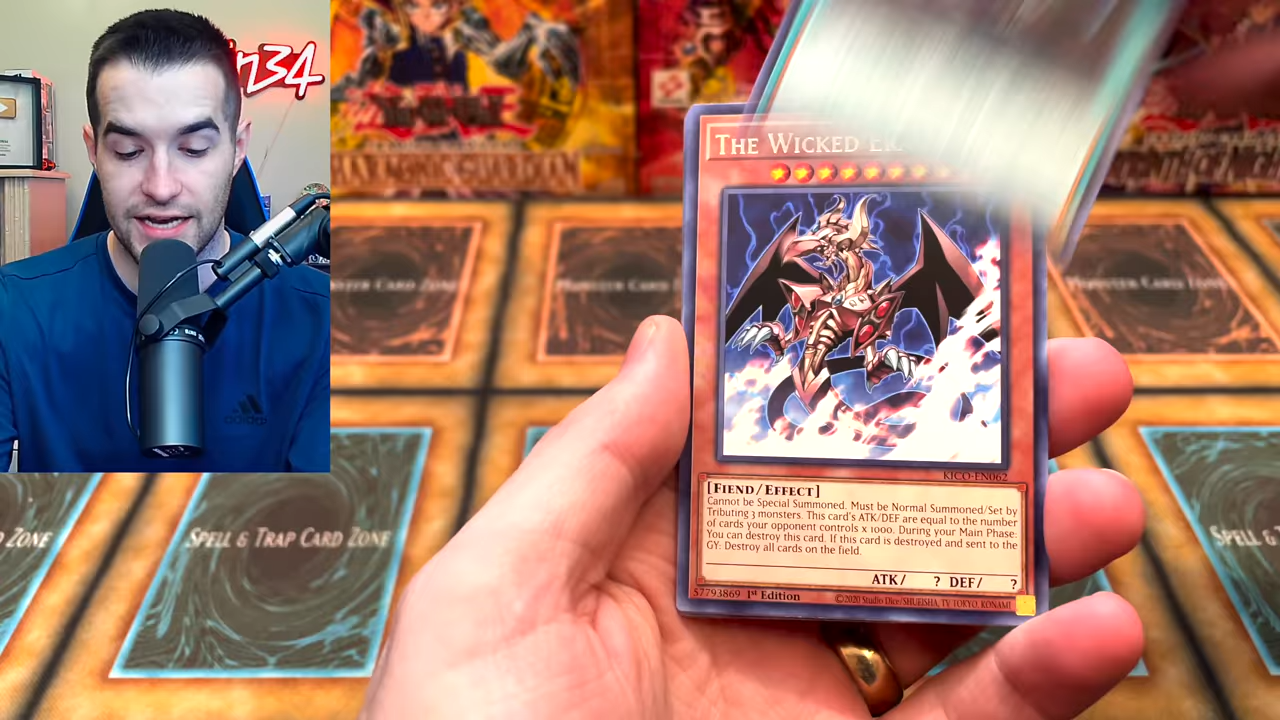 r34
THE WICKED
KICO-EN062
[FIEND/EFFECT]
Cannot be Special Summoned. Must be Normal Summoned/Set by
Tributing 3 monsters. This card's ATK/DEF are equal to the number
of cards your opponent controls x 1000. During your Main Phase:
You can destroy this card. If this card is destroyed and sent to the
GY: Destroy all cards on the field.
ATK/ ? DEF/ ?
57793869 1st Edition
©2020 Studio Dice/SHUEISHA, TV TOKYO, KONAMI
adidas
CARD ZONE
MONSTER CARD
MONSTER CARD ZONE
ZONE
SPELL & TRAP CARD ZONE
SPELL &